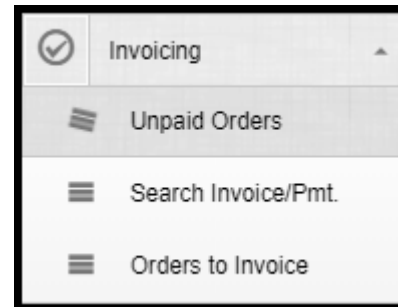 Invoicing
Unpaid Orders
Search Invoice/Pmt.
Orders to Invoice